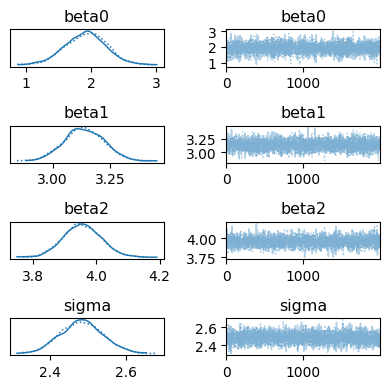 beta0 beta0
3
2
1
1 2 3 0 1000
beta1 beta1
3.25
3.00
3.00 3.25 0 1000
beta2 beta2
4.00
3.75
3.8 4.0 4.2 0 1000
sigma sigma
2.6
2.4
2.4 2.6 0 1000